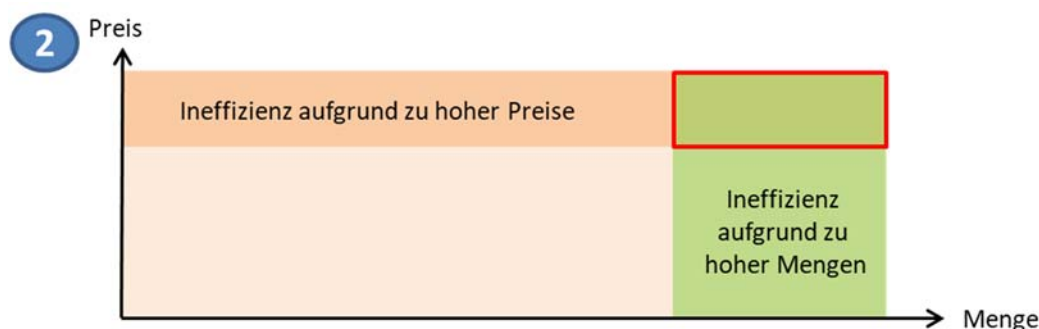 2
Preis
Ineffizienz aufgrund zu hoher Preise
Ineffizienz
aufgrund zu
hoher Mengen
Menge